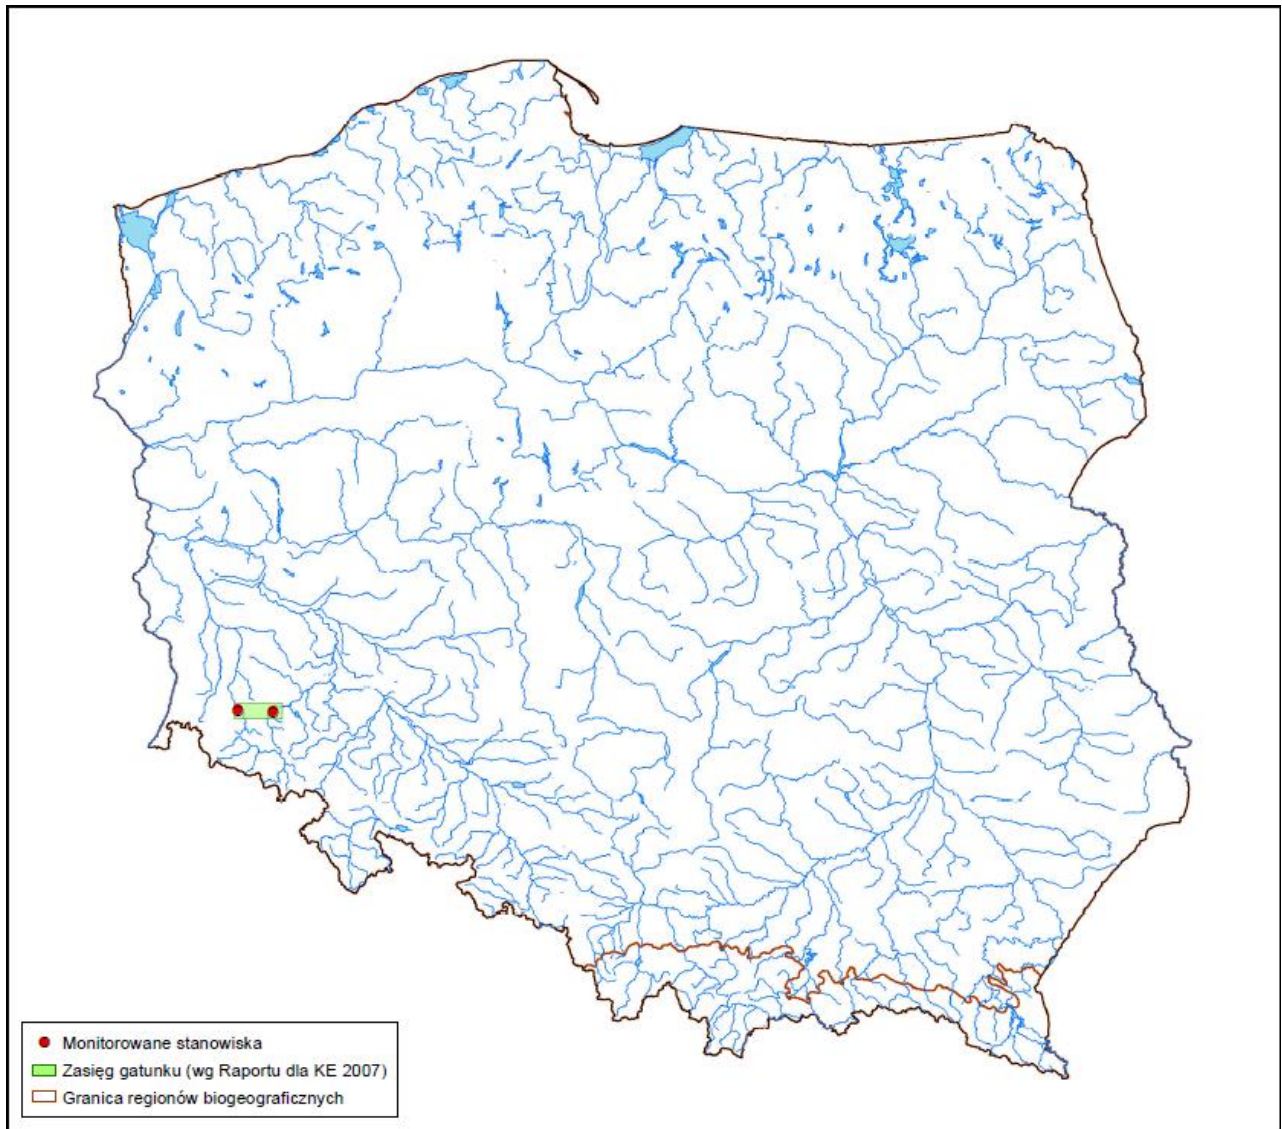 Monitorowane stanowiska
Zasięg gatunku (wg Raportu dla KE 2007)
Granica regionów biogeograficznych